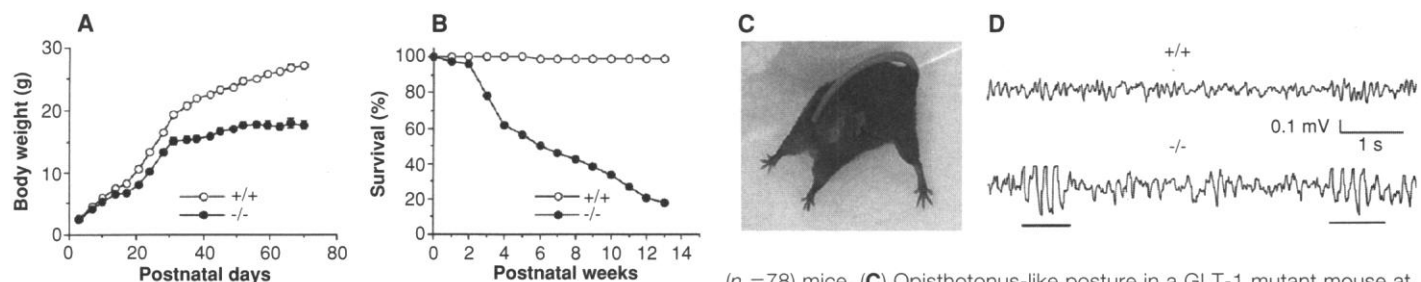 A
Body weight (g)
30
20
10
0
0 20 40 60 80
Postnatal days
+/+
-/-
B
Survival (%)
100
80
60
40
20
0
0 2 4 6 8 10 12 14
Postnatal weeks
+/+
-/-
C
D
+/+
0.1 mV
1 s
-/-
(n =78) mice. (C) Opisthotonus-like posture in a GLT-1 mutant mouse at